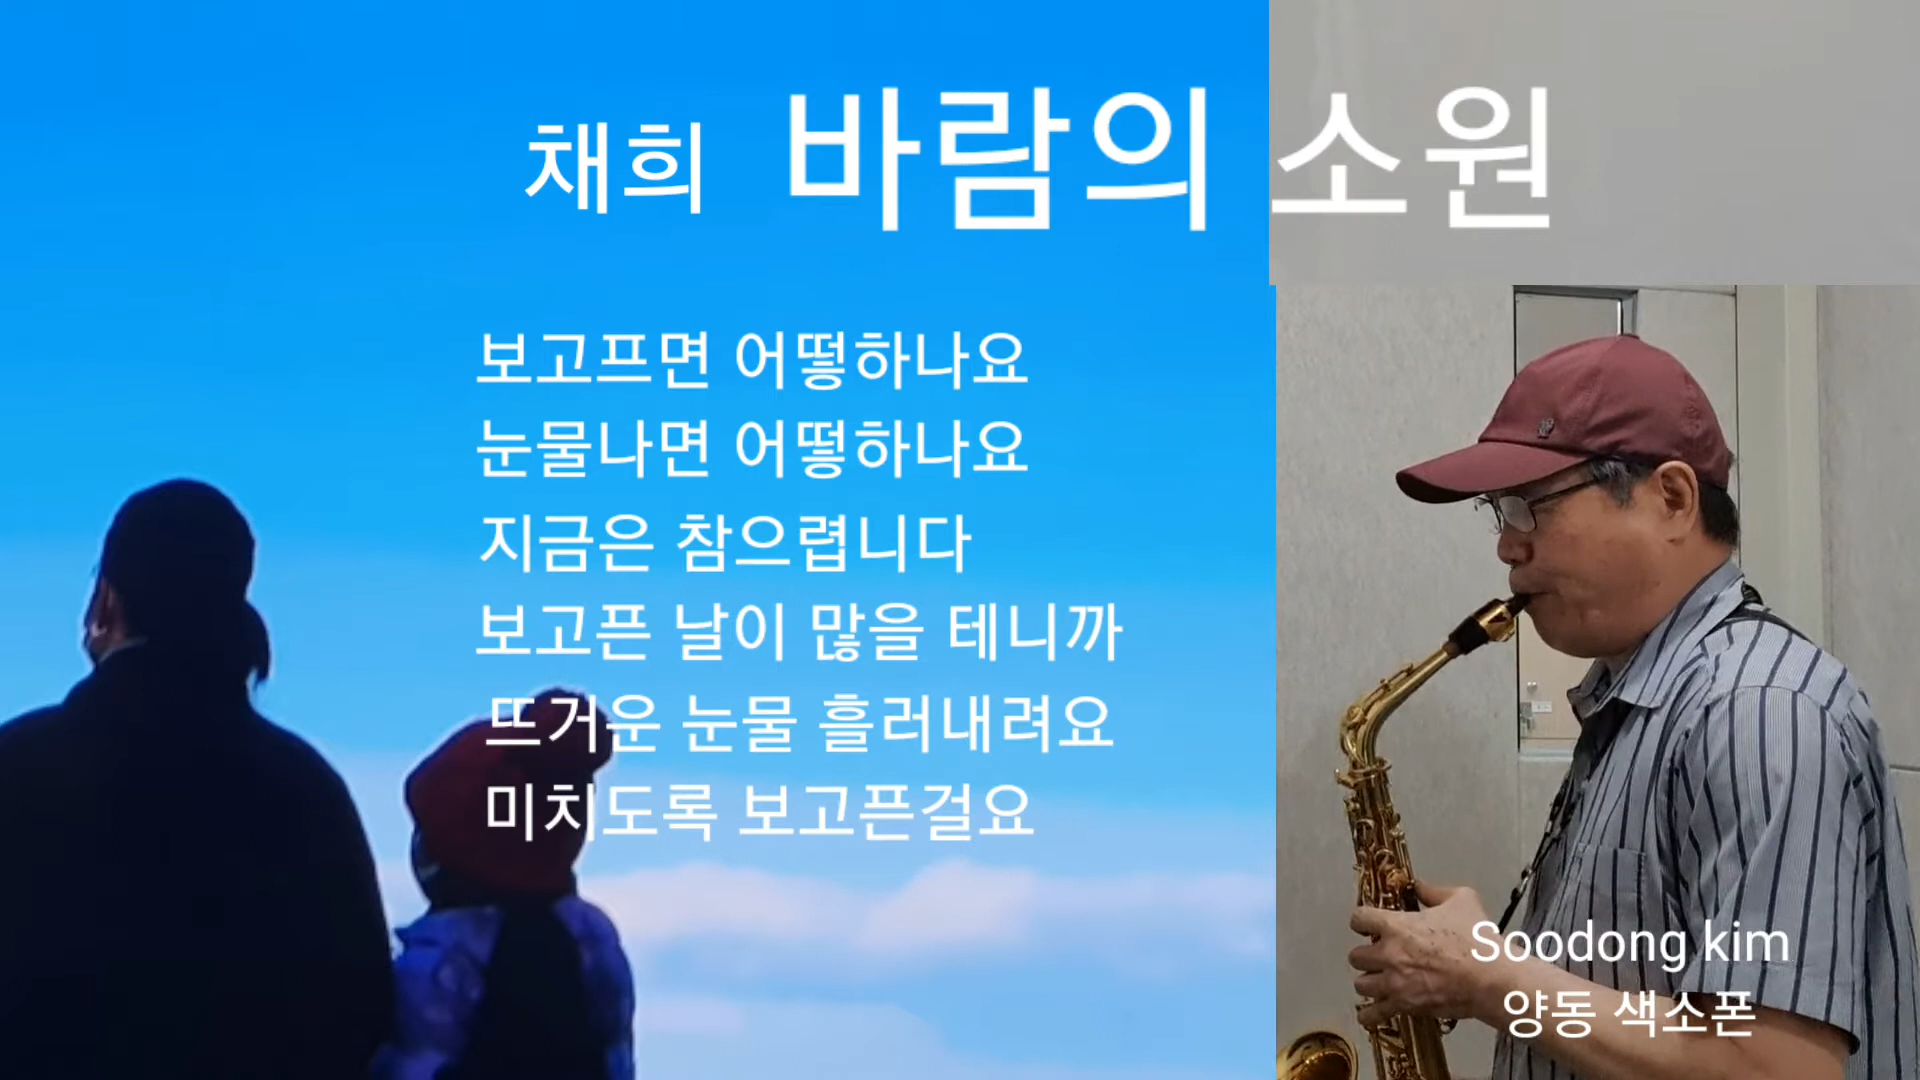 채희 바람의 소원
보고프면 어떻하나요
눈물나면 어떻하나요
지금은 참으렵니다
보고픈 날이 많을 테니까
뜨거운 눈물 흘러내려요
미치도록 보고픈걸요
Soodong kim
양동 색소폰